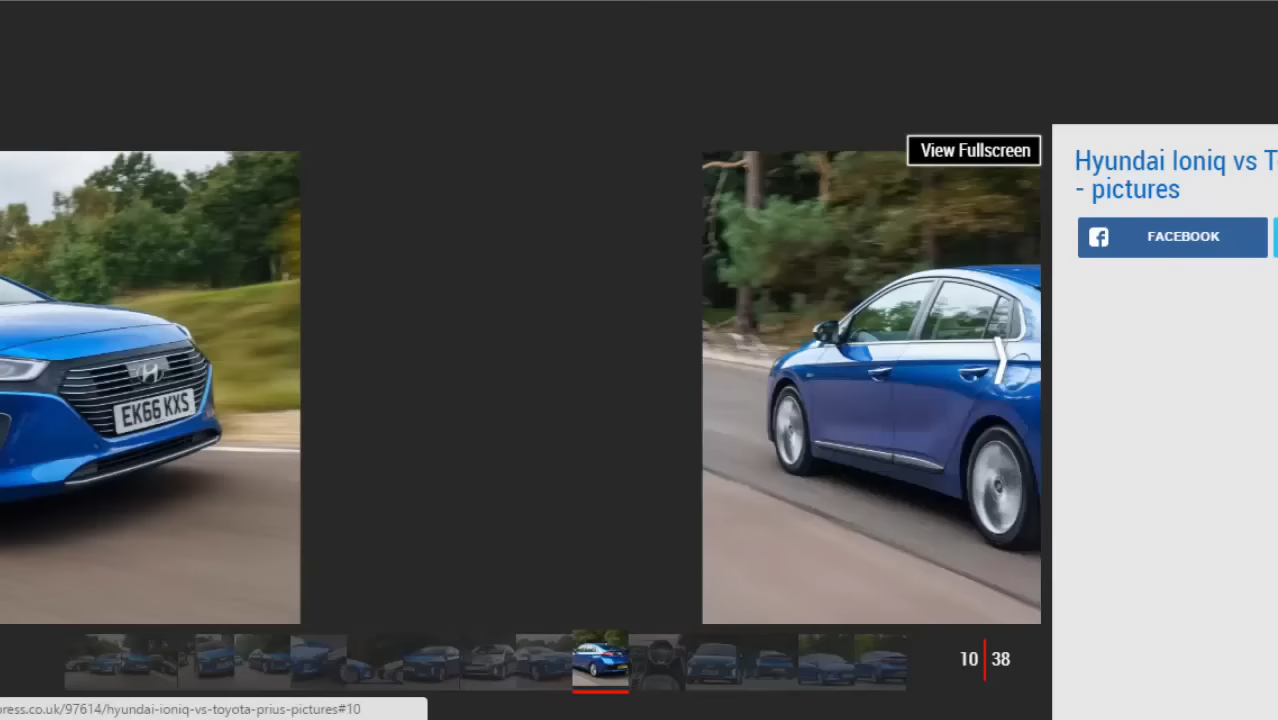 View Fullscreen
Hyundai Ioniq vs T
- pictures
FACEBOOK
EK66 KXS
10 38
ress.co.uk/97614/hyundai-ioniq-vs-toyota-prius-pictures#10